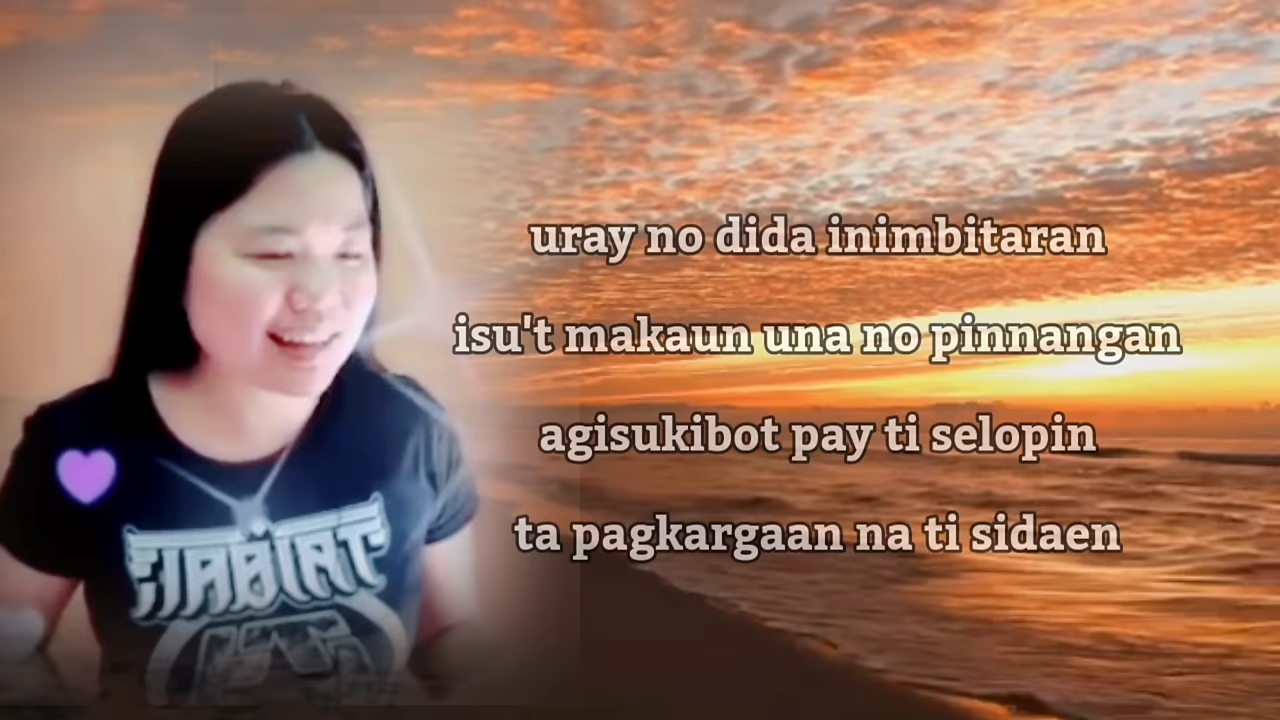 uray no dida inimbitaran
isu't makaun una no pinnangan
agisukibot pay ti selopin
ta pagkargaan na ti sidaen